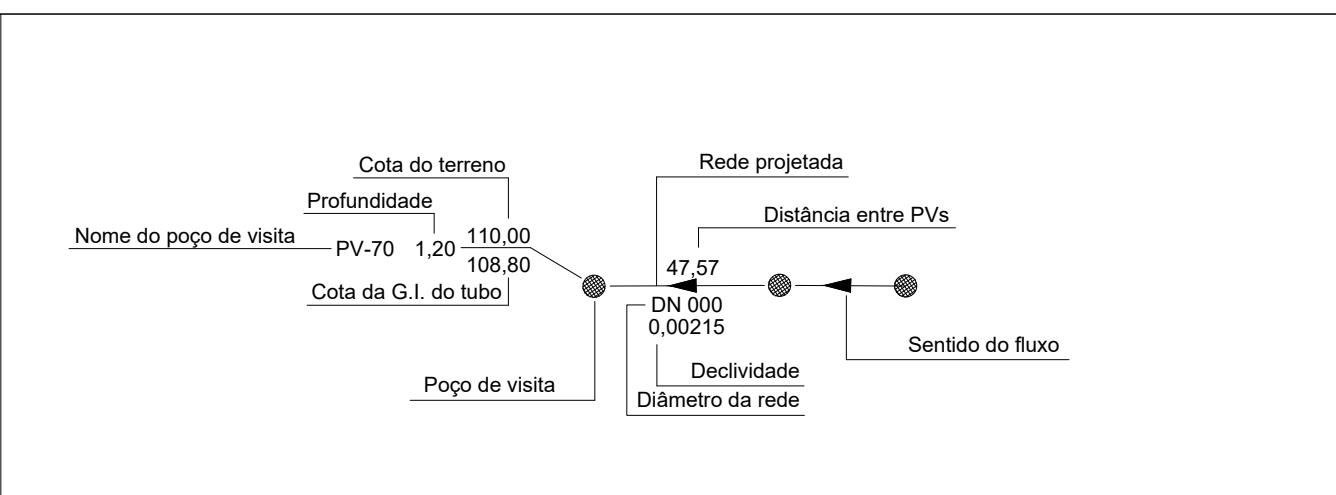 Cota do terreno
Rede projetada
Profundidade
Distância entre PVs
Nome do poço de visita
PV-70 1,20 110,00
108,80
47,57
Cota da G.I. do tubo
DN 000
0,00215
Sentido do fluxo
Declividade
Poço de visita
Diâmetro da rede